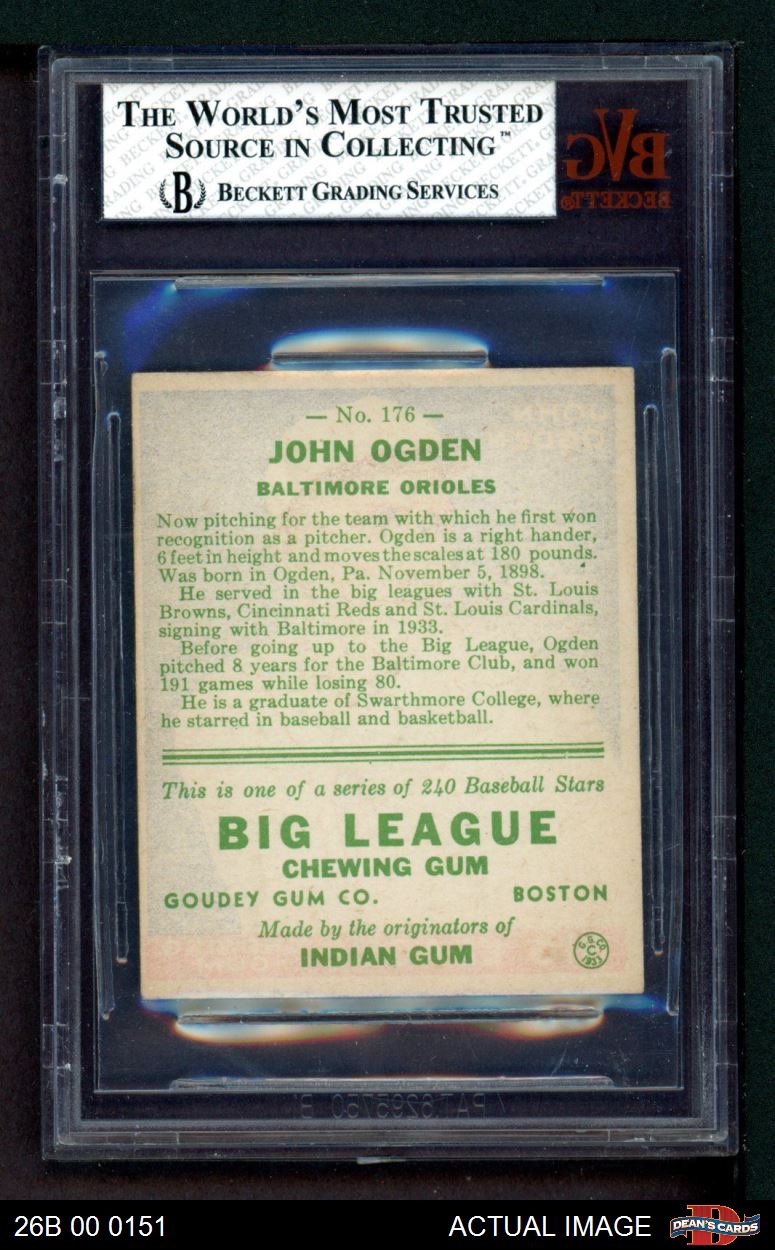 THE WORLD'S MOST TRUSTED
SOURCE IN COLLECTING™
B BECKETT GRADING SERVICES
BVG
BECKETT®
— No. 176 —
JOHN OGDEN
BALTIMORE ORIOLES
Now pitching for the team with which he first won
recognition as a pitcher. Ogden is a right hander,
6 feet in height and moves the scales at 180 pounds.
Was born in Ogden, Pa. November 5, 1898.
He served in the big leagues with St. Louis
Browns, Cincinnati Reds and St. Louis Cardinals,
signing with Baltimore in 1933.
Before going up to the Big League, Ogden
pitched 8 years for the Baltimore Club, and won
191 games while losing 80.
He is a graduate of Swarthmore College, where
he starred in baseball and basketball.
This is one of a series of 240 Baseball Stars
BIG LEAGUE
CHEWING GUM
GOUDEY GUM CO. BOSTON
Made by the originators of
INDIAN GUM
G.G.CO.
C
1933
26B 00 0151 ACTUAL IMAGE DEAN'S CARDS